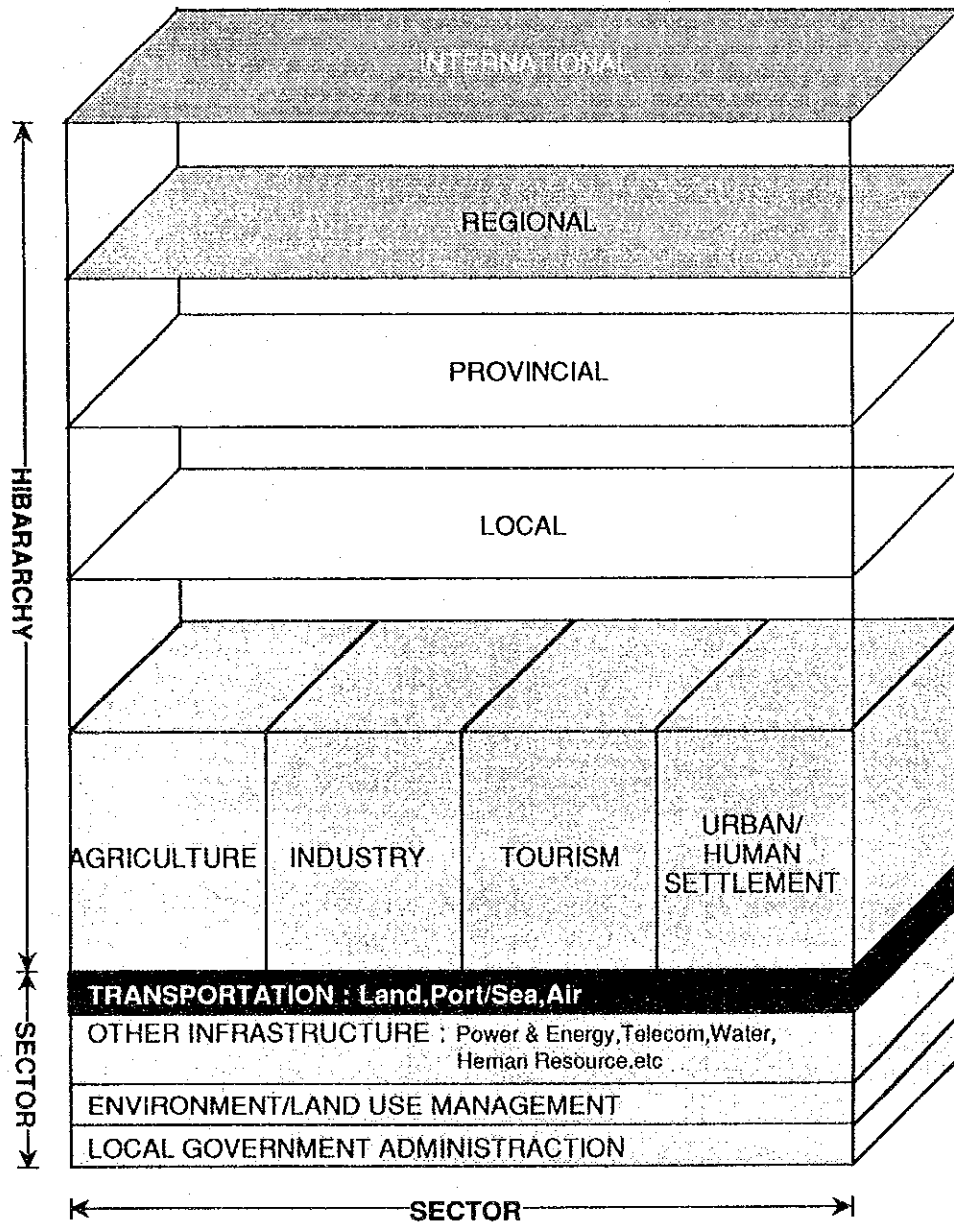 INTERNATIONAL
REGIONAL
PROVINCIAL
LOCAL
HIBARARCHY
AGRICULTURE
INDUSTRY
TOURISM
URBAN/
HUMAN
SETTLEMENT
SECTOR
TRANSPORTATION : Land,Port/Sea,Air
OTHER INFRASTRUCTURE : Power & Energy,Telecom,Water,
Heman Resource,etc
ENVIRONMENT/LAND USE MANAGEMENT
LOCAL GOVERNMENT ADMINISTRACTION
SECTOR